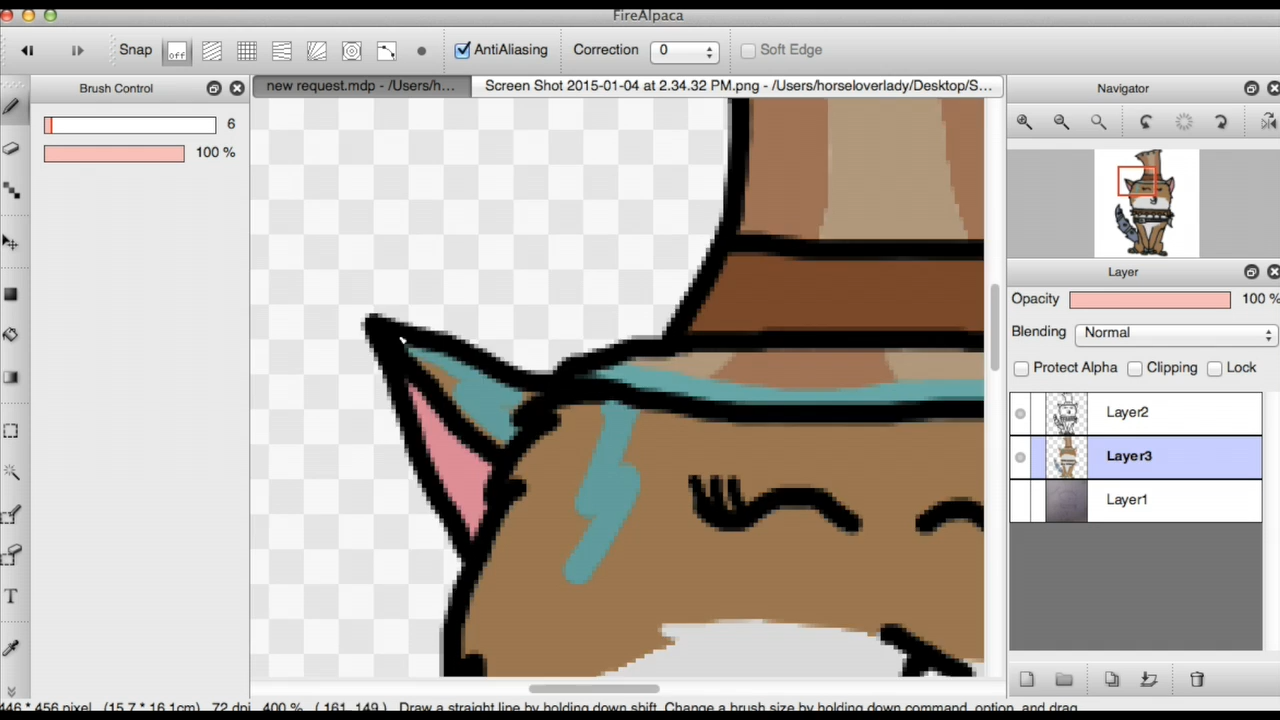 FireAlpaca
Snap off AntiAliasing Correction 0 Soft Edge
Brush Control
new request.mdp - /Users/h... Screen Shot 2015-01-04 at 2.34.32 PM.png - /Users/horseloverlady/Desktop/S... Navigator
6
100 %
Layer
Opacity 100 %
Blending Normal
Protect Alpha Clipping Lock
Layer2
Layer3
Layer1
T
446 * 456 pixel (15.7 * 16.1cm) 72 dpi 400 % ( 161, 149 ) Draw a straight line by holding down shift. Change a brush size by holding down command, option, and drag